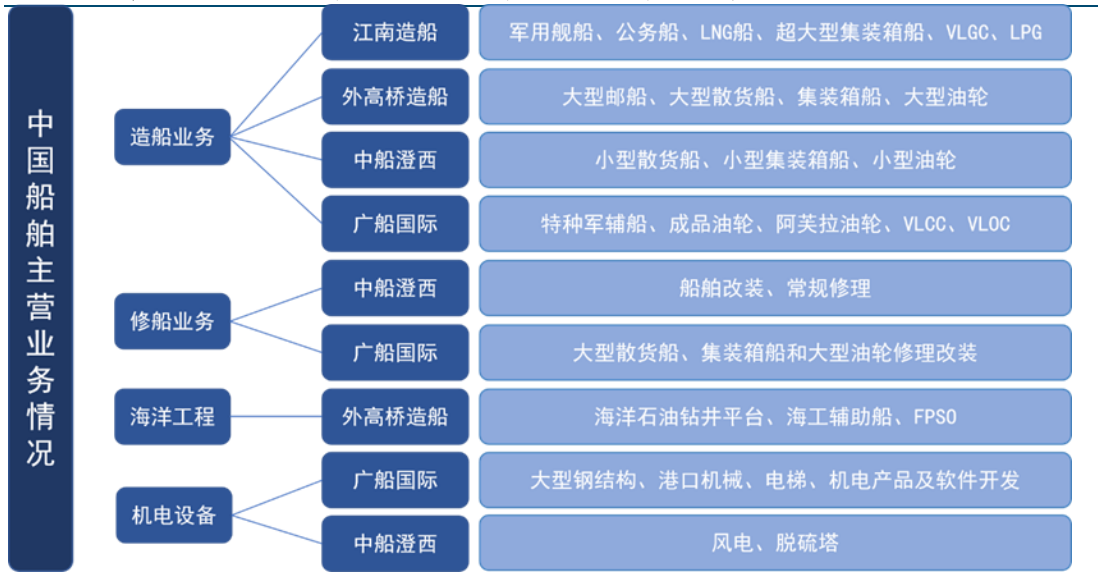 中国船舶主营业务情况
造船业务
江南造船
军用舰船、公务船、LNG船、超大型集装箱船、VLGC、LPG
外高桥造船
大型邮船、大型散货船、集装箱船、大型油轮
中船澄西
小型散货船、小型集装箱船、小型油轮
广船国际
特种军辅船、成品油轮、阿芙拉油轮、VLCC、VLOC
修船业务
中船澄西
船舶改装、常规修理
广船国际
大型散货船、集装箱船和大型油轮修理改装
海洋工程
外高桥造船
海洋石油钻井平台、海工辅助船、FPSO
机电设备
广船国际
大型钢结构、港口机械、电梯、机电产品及软件开发
中船澄西
风电、脱硫塔